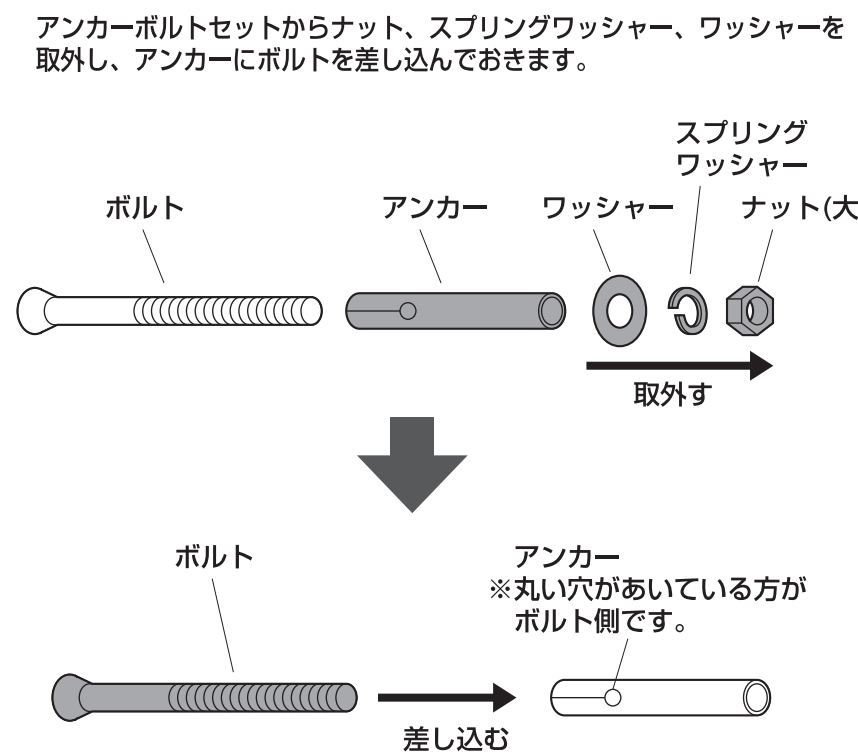 アンカーボルトセットからナット、スプリングワッシャー、ワッシャーを
取外し、アンカーにボルトを差し込んでおきます。
スプリング
ワッシャー
ボルト
アンカー
ワッシャー
ナット(大
取外す
ボルト
アンカー
※丸い穴があいている方が
ボルト側です。
差し込む